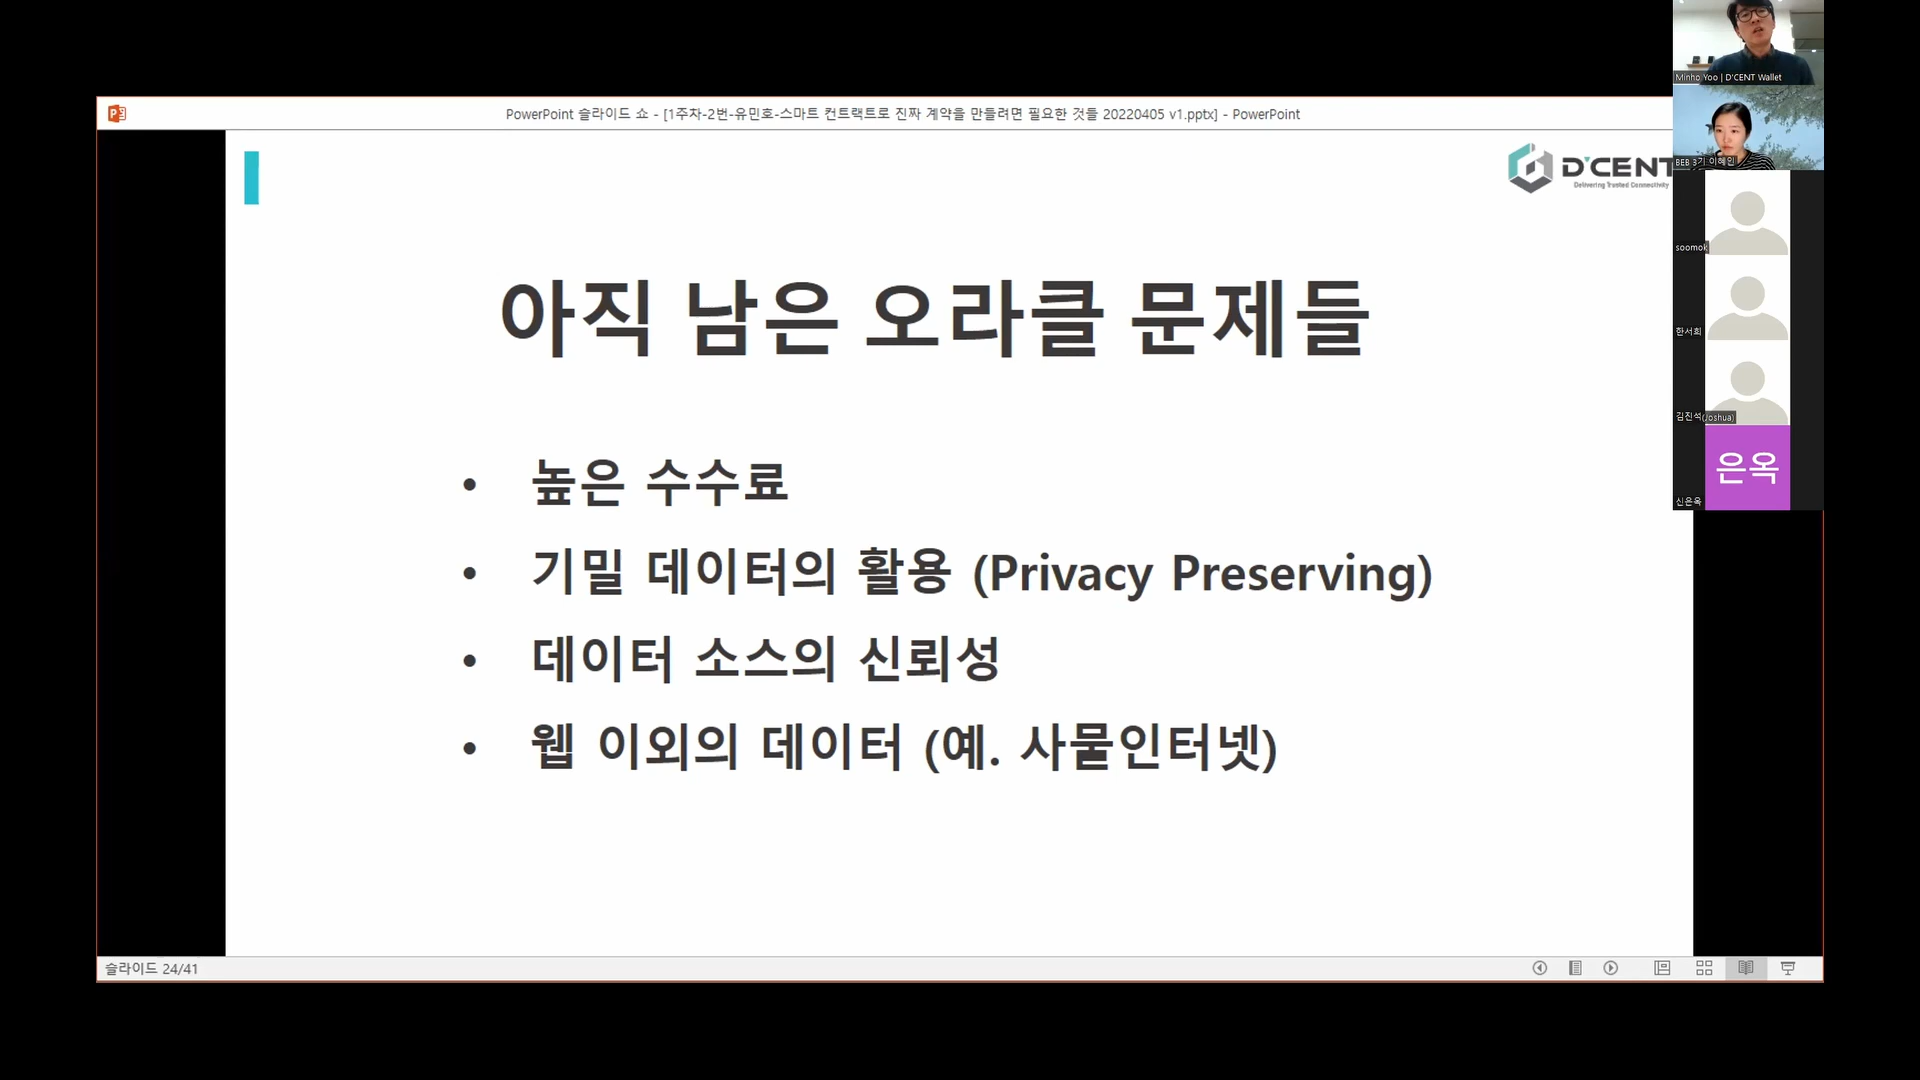 Minho Yoo | D'CENT Wallet
PowerPoint 슬라이드 쇼 - [1주차-2번-유민호-스마트 컨트랙트로 진짜 계약을 만들려면 필요한 것들 20220405 v1.pptx] - PowerPoint
BEB 3기 이혜인
D'CENT
Delivering Trusted Connectivity
soomok
아직 남은 오라클 문제들
한서희
김진석(Joshua)
은옥
신은옥
• 높은 수수료
• 기밀 데이터의 활용 (Privacy Preserving)
• 데이터 소스의 신뢰성
• 웹 이외의 데이터 (예. 사물인터넷)
슬라이드 24/41